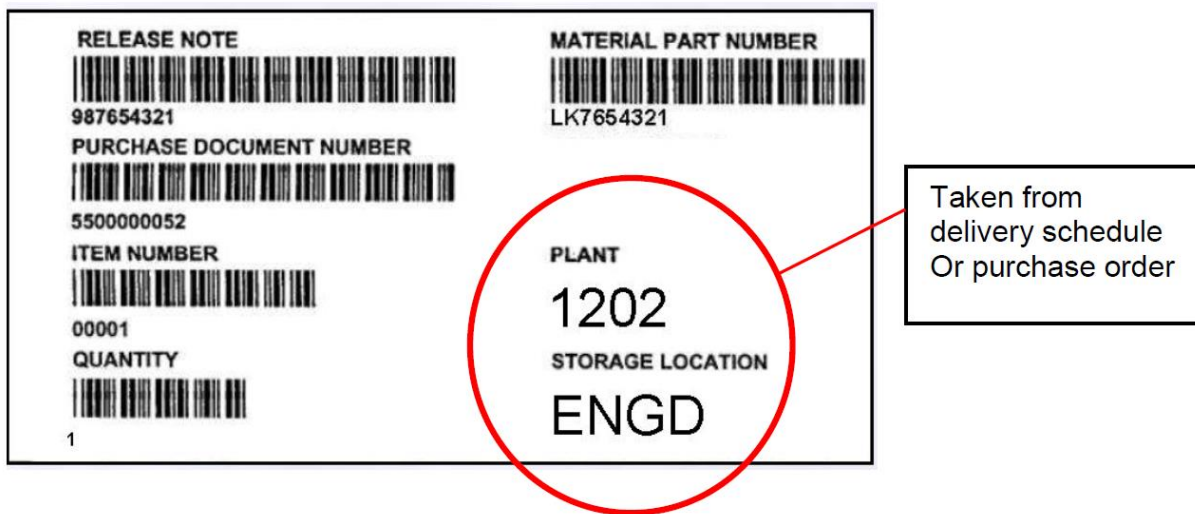 RELEASE NOTE
987654321
PURCHASE DOCUMENT NUMBER
5500000052
ITEM NUMBER
00001
QUANTITY
1
MATERIAL PART NUMBER
LK7654321
PLANT
1202
STORAGE LOCATION
ENGD
Taken from
delivery schedule
Or purchase order